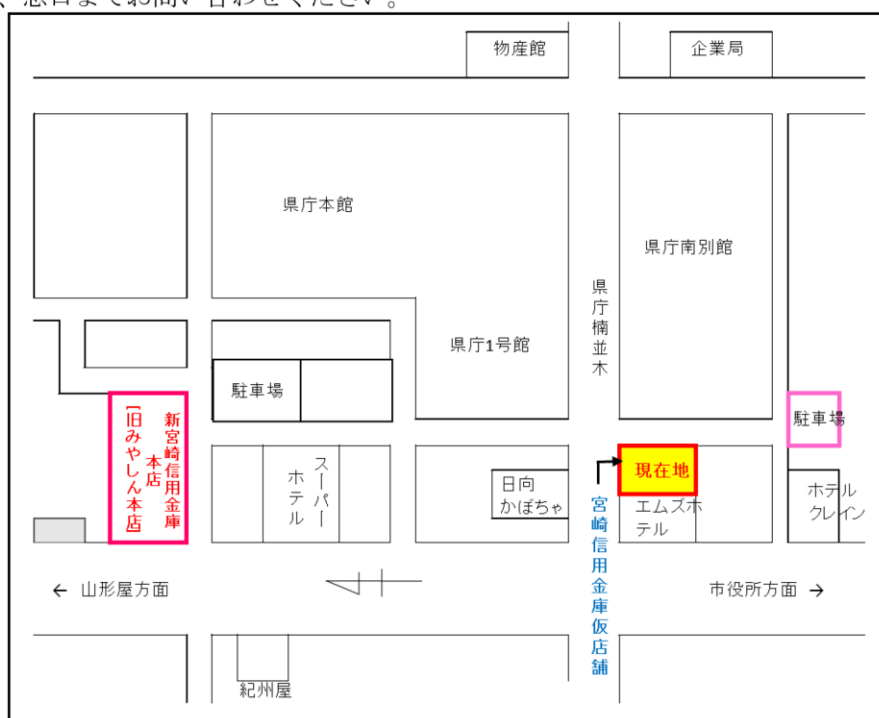 、窓口までお問い合わせください。
物産館
企業局
県庁本館
県庁南別館
県庁楠並木
県庁1号館
駐車場
駐車場
新宮崎信用金庫
本店
[旧みやしん本店]
スーパー
ホテル
日向
かぼちゃ
現在地
エムズホ
テル
ホテル
クレイン
宮崎信用金庫仮店舗
← 山形屋方面
市役所方面 →
紀州屋